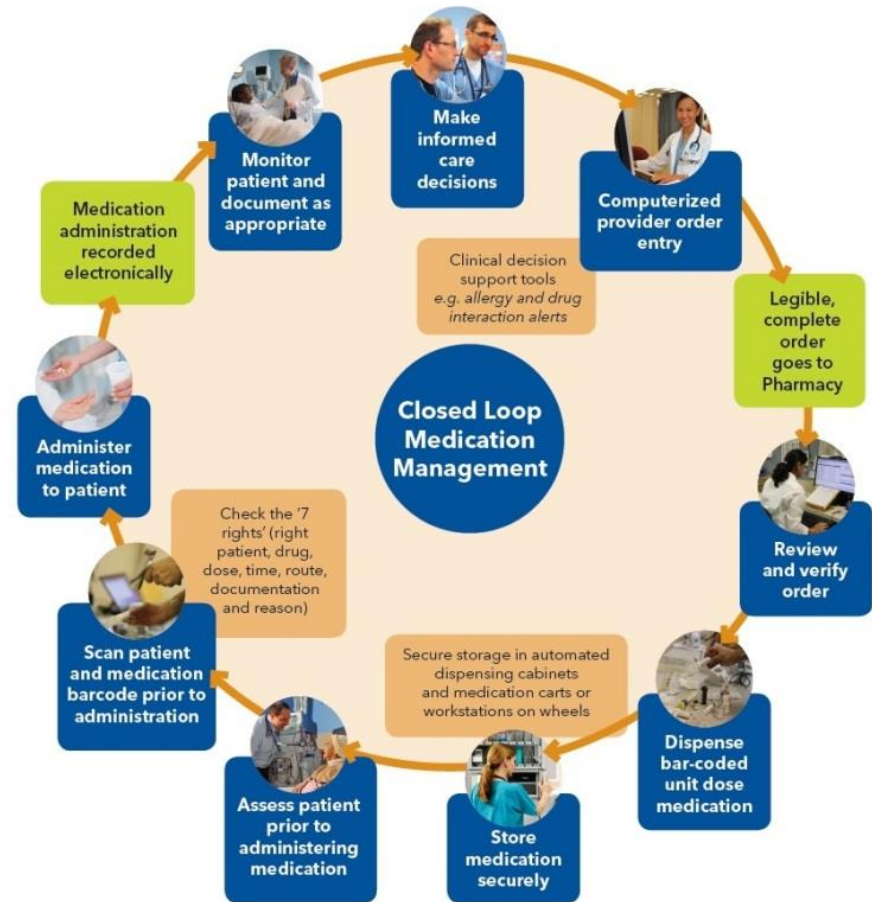 Make
informed
care
decisions
Computerized
provider order
entry
Clinical decision
support tools
e.g. allergy and drug
interaction alerts
Legible,
complete
order
goes to
Pharmacy
Review
and verify
order
Dispense
bar-coded
unit dose
medication
Secure storage in automated
dispensing cabinets
and medication carts or
workstations on wheels
Store
medication
securely
Assess patient
prior to
administering
medication
Scan patient
and medication
barcode prior to
administration
Check the ‘7
rights’ (right
patient, drug,
dose, time, route,
documentation
and reason)
Administer
medication
to patient
Medication
administration
recorded
electronically
Monitor
patient and
document as
appropriate
Closed Loop
Medication
Management